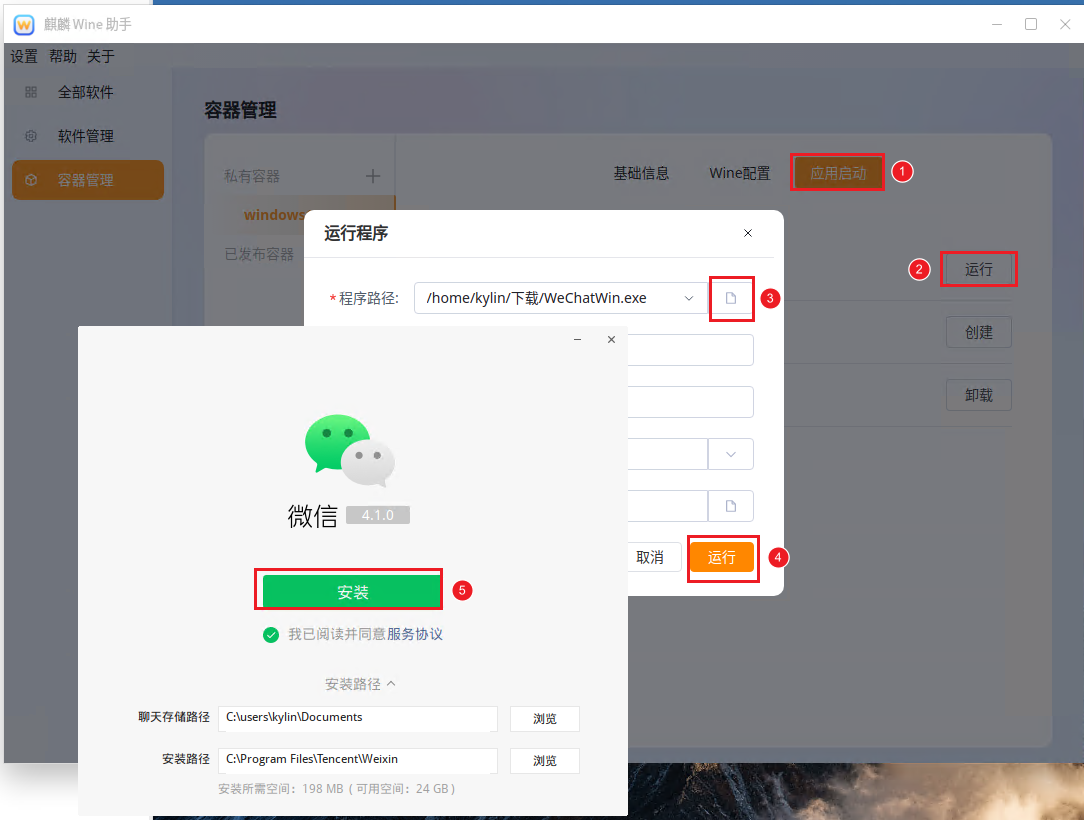 麒麟 Wine 助手
设置 帮助 关于
全部软件
软件管理
容器管理
容器管理
私有容器
windows
已发布容器
基础信息 Wine配置 应用启动 1
2 运行
创建
卸载
运行程序
*程序路径: /home/kylin/下载/WeChatWin.exe 3
取消 运行 4
微信 4.1.0
安装 5
我已阅读并同意服务协议
安装路径
聊天存储路径 C:\users\kylin\Documents 浏览
安装路径 C:\Program Files\Tencent\Weixin 浏览
安装所需空间：198 MB（可用空间：24 GB）